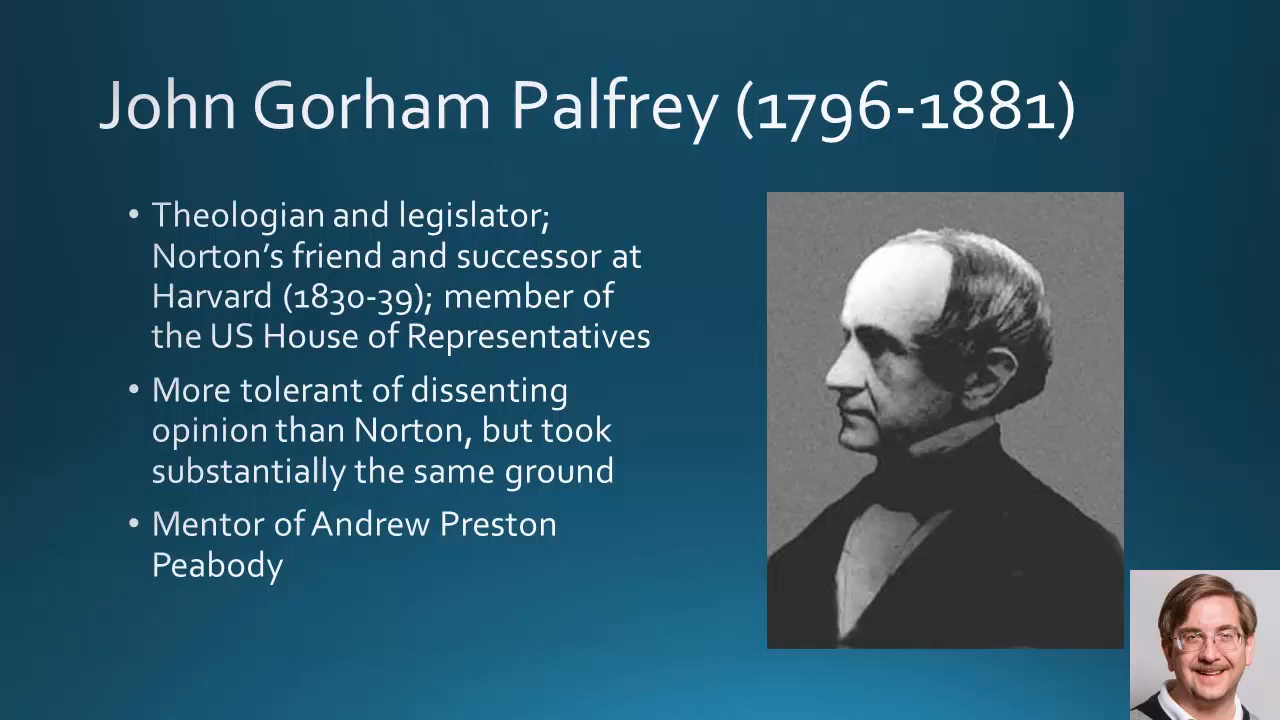 John Gorham Palfrey (1796-1881)
• Theologian and legislator;
Norton’s friend and successor at
Harvard (1830-39); member of
the US House of Representatives
• More tolerant of dissenting
opinion than Norton, but took
substantially the same ground
• Mentor of Andrew Preston
Peabody